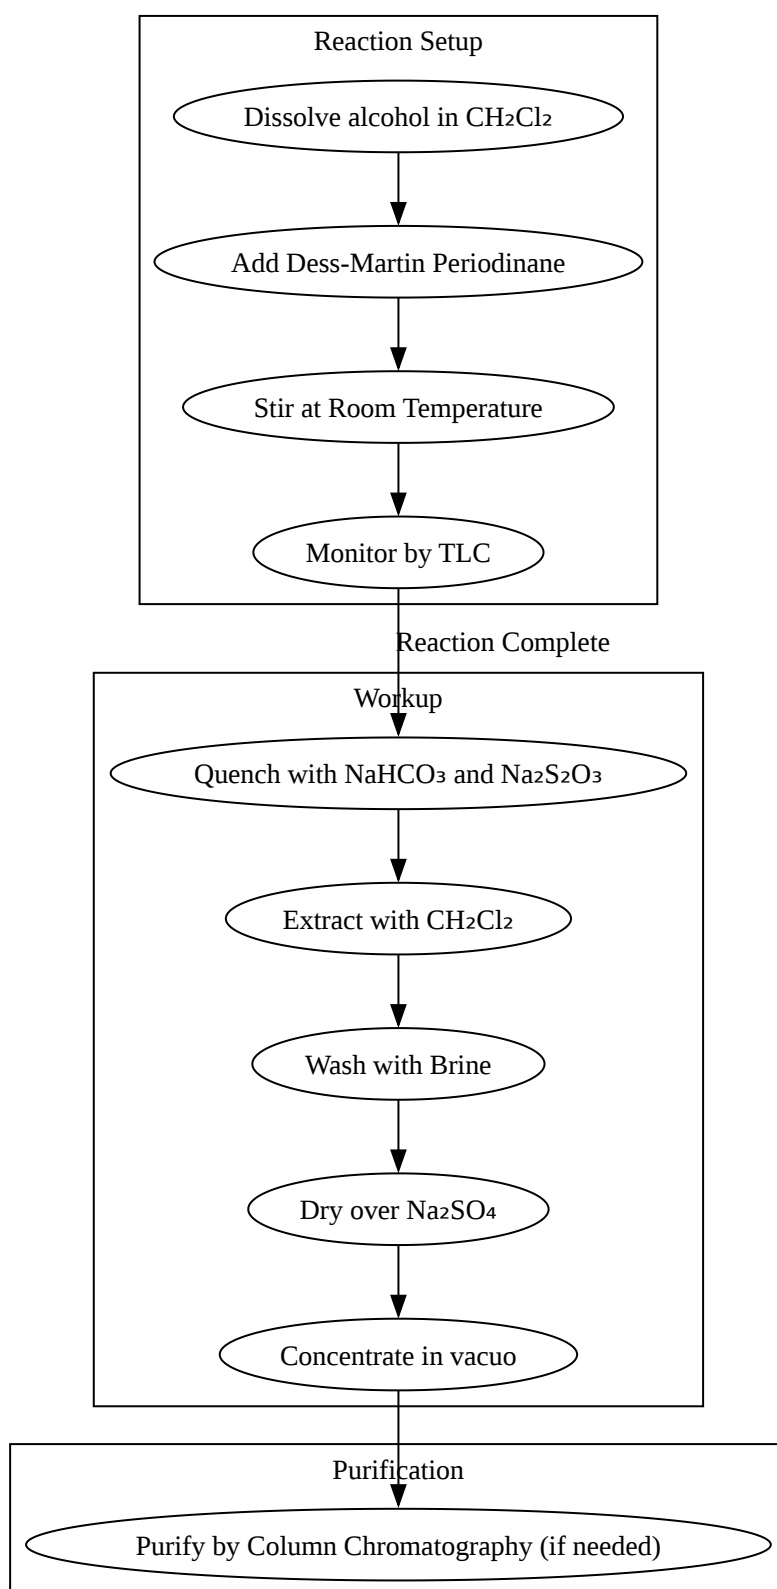 Reaction Setup
Dissolve alcohol in CH₂Cl₂
Add Dess-Martin Periodinane
Stir at Room Temperature
Monitor by TLC
Reaction Complete
Workup
Quench with NaHCO₃ and Na₂S₂O₃
Extract with CH₂Cl₂
Wash with Brine
Dry over Na₂SO₄
Concentrate in vacuo
Purification
Purify by Column Chromatography (if needed)